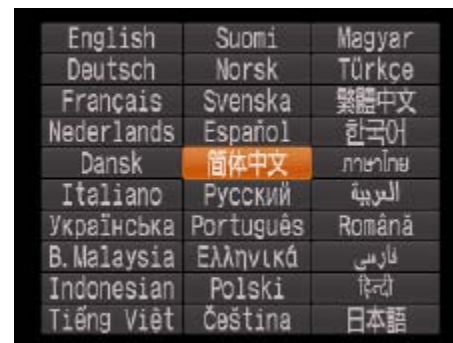 English Suomi Magyar
Deutsch Norsk Türkçe
Français Svenska 繁體中文
Nederlands Español 한국어
Dansk 简体中文 ภาษาไทย
Italiano Русский العربية
Українська Português Română
B.Malaysia Ελληνικά فارسی
Indonesian Polski हिन्दी
Tiếng Việt Čeština 日本語